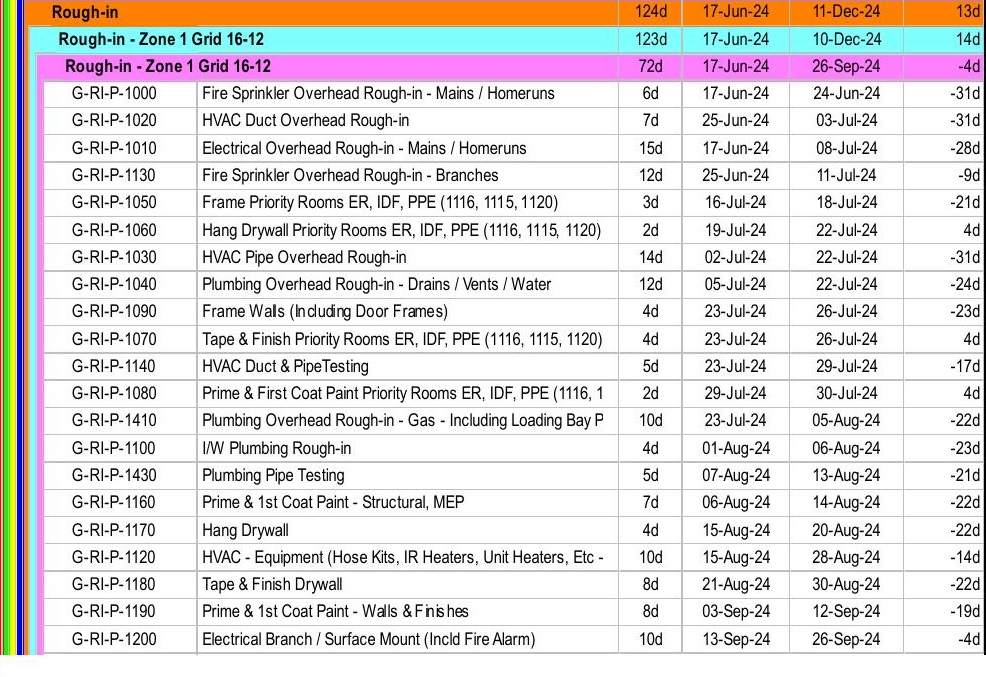 Rough-in 124d 17-Jun-24 11-Dec-24 13d
Rough-in - Zone 1 Grid 16-12 123d 17-Jun-24 10-Dec-24 14d
Rough-in - Zone 1 Grid 16-12 72d 17-Jun-24 26-Sep-24 -4d
G-RI-P-1000 Fire Sprinkler Overhead Rough-in - Mains / Homeruns 6d 17-Jun-24 24-Jun-24 -31d
G-RI-P-1020 HVAC Duct Overhead Rough-in 7d 25-Jun-24 03-Jul-24 -31d
G-RI-P-1010 Electrical Overhead Rough-in - Mains / Homeruns 15d 17-Jun-24 08-Jul-24 -28d
G-RI-P-1130 Fire Sprinkler Overhead Rough-in - Branches 12d 25-Jun-24 11-Jul-24 -9d
G-RI-P-1050 Frame Priority Rooms ER, IDF, PPE (1116, 1115, 1120) 3d 16-Jul-24 18-Jul-24 -21d
G-RI-P-1060 Hang Drywall Priority Rooms ER, IDF, PPE (1116, 1115, 1120) 2d 19-Jul-24 22-Jul-24 4d
G-RI-P-1030 HVAC Pipe Overhead Rough-in 14d 02-Jul-24 22-Jul-24 -31d
G-RI-P-1040 Plumbing Overhead Rough-in - Drains / Vents / Water 12d 05-Jul-24 22-Jul-24 -24d
G-RI-P-1090 Frame Walls (Including Door Frames) 4d 23-Jul-24 26-Jul-24 -23d
G-RI-P-1070 Tape & Finish Priority Rooms ER, IDF, PPE (1116, 1115, 1120) 4d 23-Jul-24 26-Jul-24 4d
G-RI-P-1140 HVAC Duct & PipeTesting 5d 23-Jul-24 29-Jul-24 -17d
G-RI-P-1080 Prime & First Coat Paint Priority Rooms ER, IDF, PPE (1116, 1 2d 29-Jul-24 30-Jul-24 4d
G-RI-P-1410 Plumbing Overhead Rough-in - Gas - Including Loading Bay P 10d 23-Jul-24 05-Aug-24 -22d
G-RI-P-1100 I/W Plumbing Rough-in 4d 01-Aug-24 06-Aug-24 -23d
G-RI-P-1430 Plumbing Pipe Testing 5d 07-Aug-24 13-Aug-24 -21d
G-RI-P-1160 Prime & 1st Coat Paint - Structural, MEP 7d 06-Aug-24 14-Aug-24 -22d
G-RI-P-1170 Hang Drywall 4d 15-Aug-24 20-Aug-24 -22d
G-RI-P-1120 HVAC - Equipment (Hose Kits, IR Heaters, Unit Heaters, Etc - 10d 15-Aug-24 28-Aug-24 -14d
G-RI-P-1180 Tape & Finish Drywall 8d 21-Aug-24 30-Aug-24 -22d
G-RI-P-1190 Prime & 1st Coat Paint - Walls & Finishes 8d 03-Sep-24 12-Sep-24 -19d
G-RI-P-1200 Electrical Branch / Surface Mount (Incld Fire Alarm) 10d 13-Sep-24 26-Sep-24 -4d